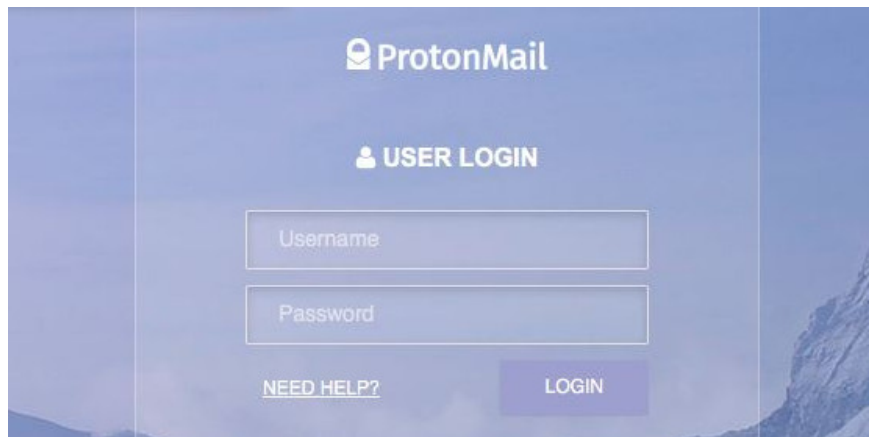 ProtonMail
USER LOGIN
Username
Password
NEED HELP? LOGIN